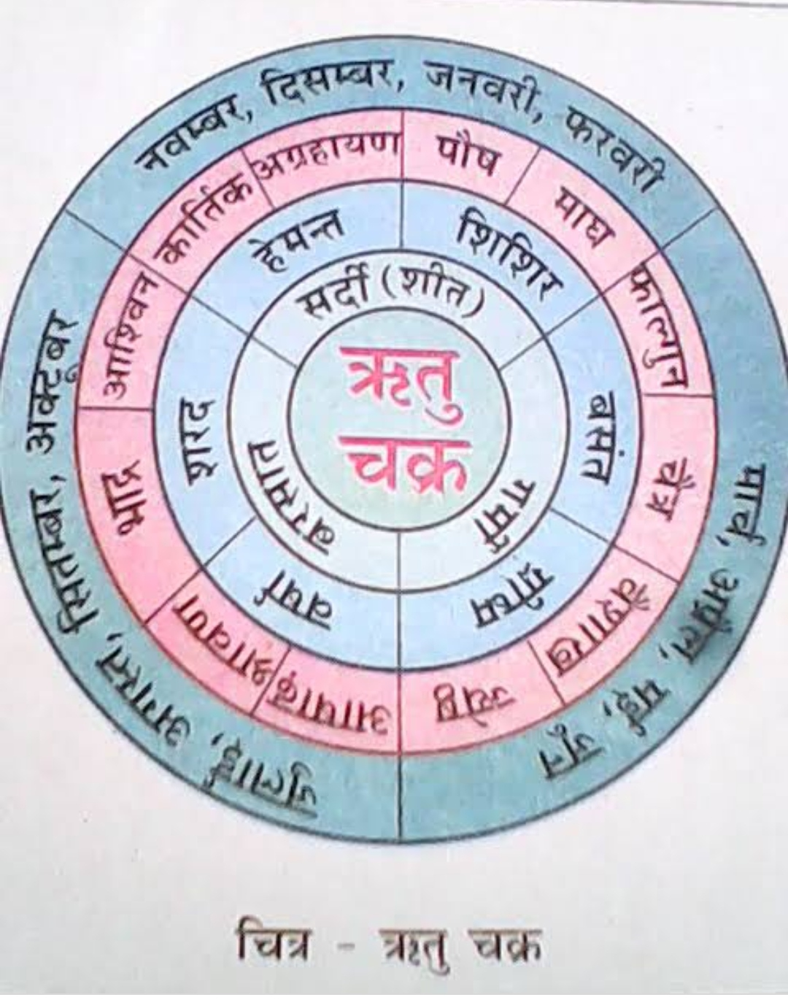 नवम्बर, दिसम्बर, जनवरी, फरवरी
मार्च, अप्रैल, मई, जून
जुलाई, अगस्त, सितम्बर, अक्टूबर
अग्रहायण
पौष
माघ
फाल्गुन
चैत्र
वैशाख
ज्येष्ठ
आषाढ़
श्रावण
भाद्र
आश्विन
कार्तिक
हेमन्त
शिशिर
बसंत
ग्रीष्म
वर्षा
शरद
सर्दी (शीत)
गर्मी
बरसात
ऋतु
चक्र
चित्र - ऋतु चक्र